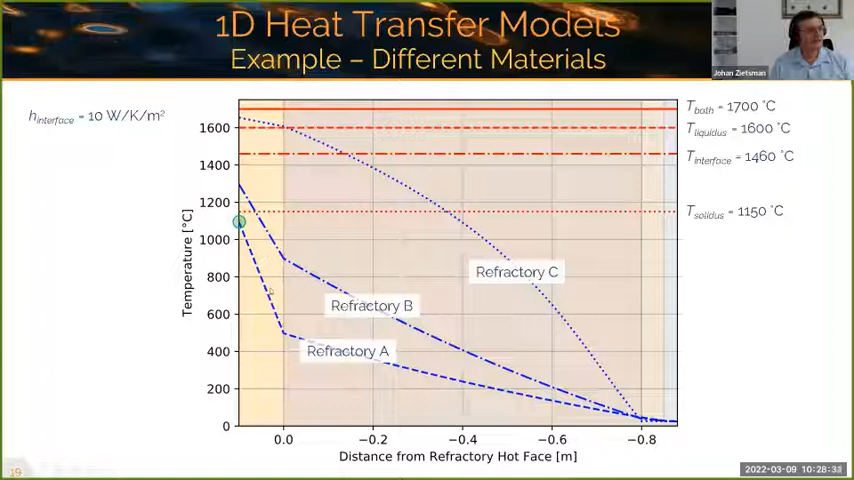 1D Heat Transfer Models
Example – Different Materials
Johan Zietsman
h_interface = 10 W/K/m²
T_bath = 1700 °C
T_liquidus = 1600 °C
T_interface = 1460 °C
T_solidus = 1150 °C
Temperature [°C]
1600
1400
1200
1000
800
600
400
200
0
Refractory C
Refractory B
Refractory A
0.0
−0.2
−0.4
−0.6
−0.8
Distance from Refractory Hot Face [m]
19
2022-03-09 10:28:33